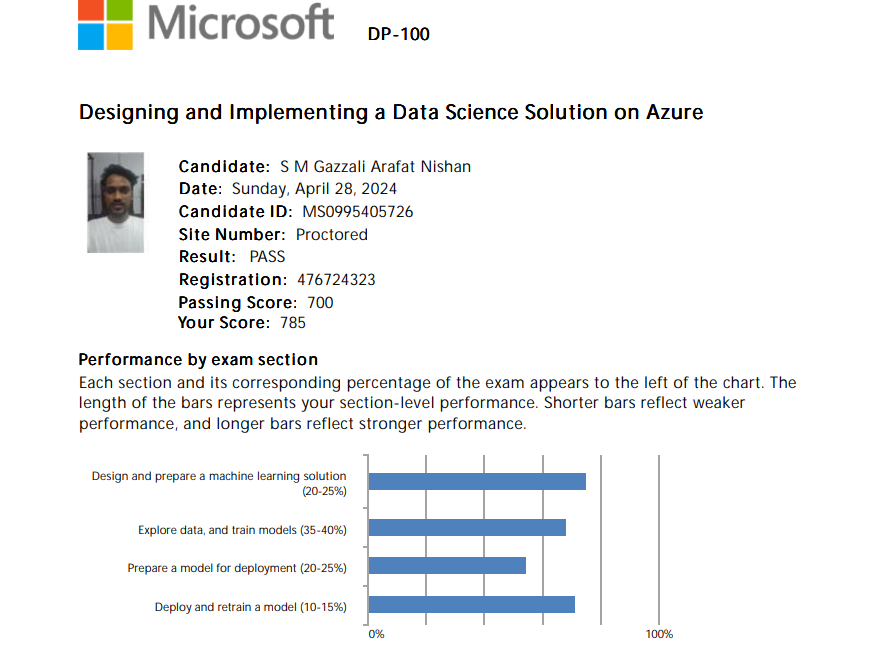 Microsoft DP-100
Designing and Implementing a Data Science Solution on Azure
Candidate: S M Gazzali Arafat Nishan
Date: Sunday, April 28, 2024
Candidate ID: MS0995405726
Site Number: Proctored
Result: PASS
Registration: 476724323
Passing Score: 700
Your Score: 785
Performance by exam section
Each section and its corresponding percentage of the exam appears to the left of the chart. The
length of the bars represents your section-level performance. Shorter bars reflect weaker
performance, and longer bars reflect stronger performance.
Design and prepare a machine learning solution
(20-25%)
Explore data, and train models (35-40%)
Prepare a model for deployment (20-25%)
Deploy and retrain a model (10-15%)
0% 100%